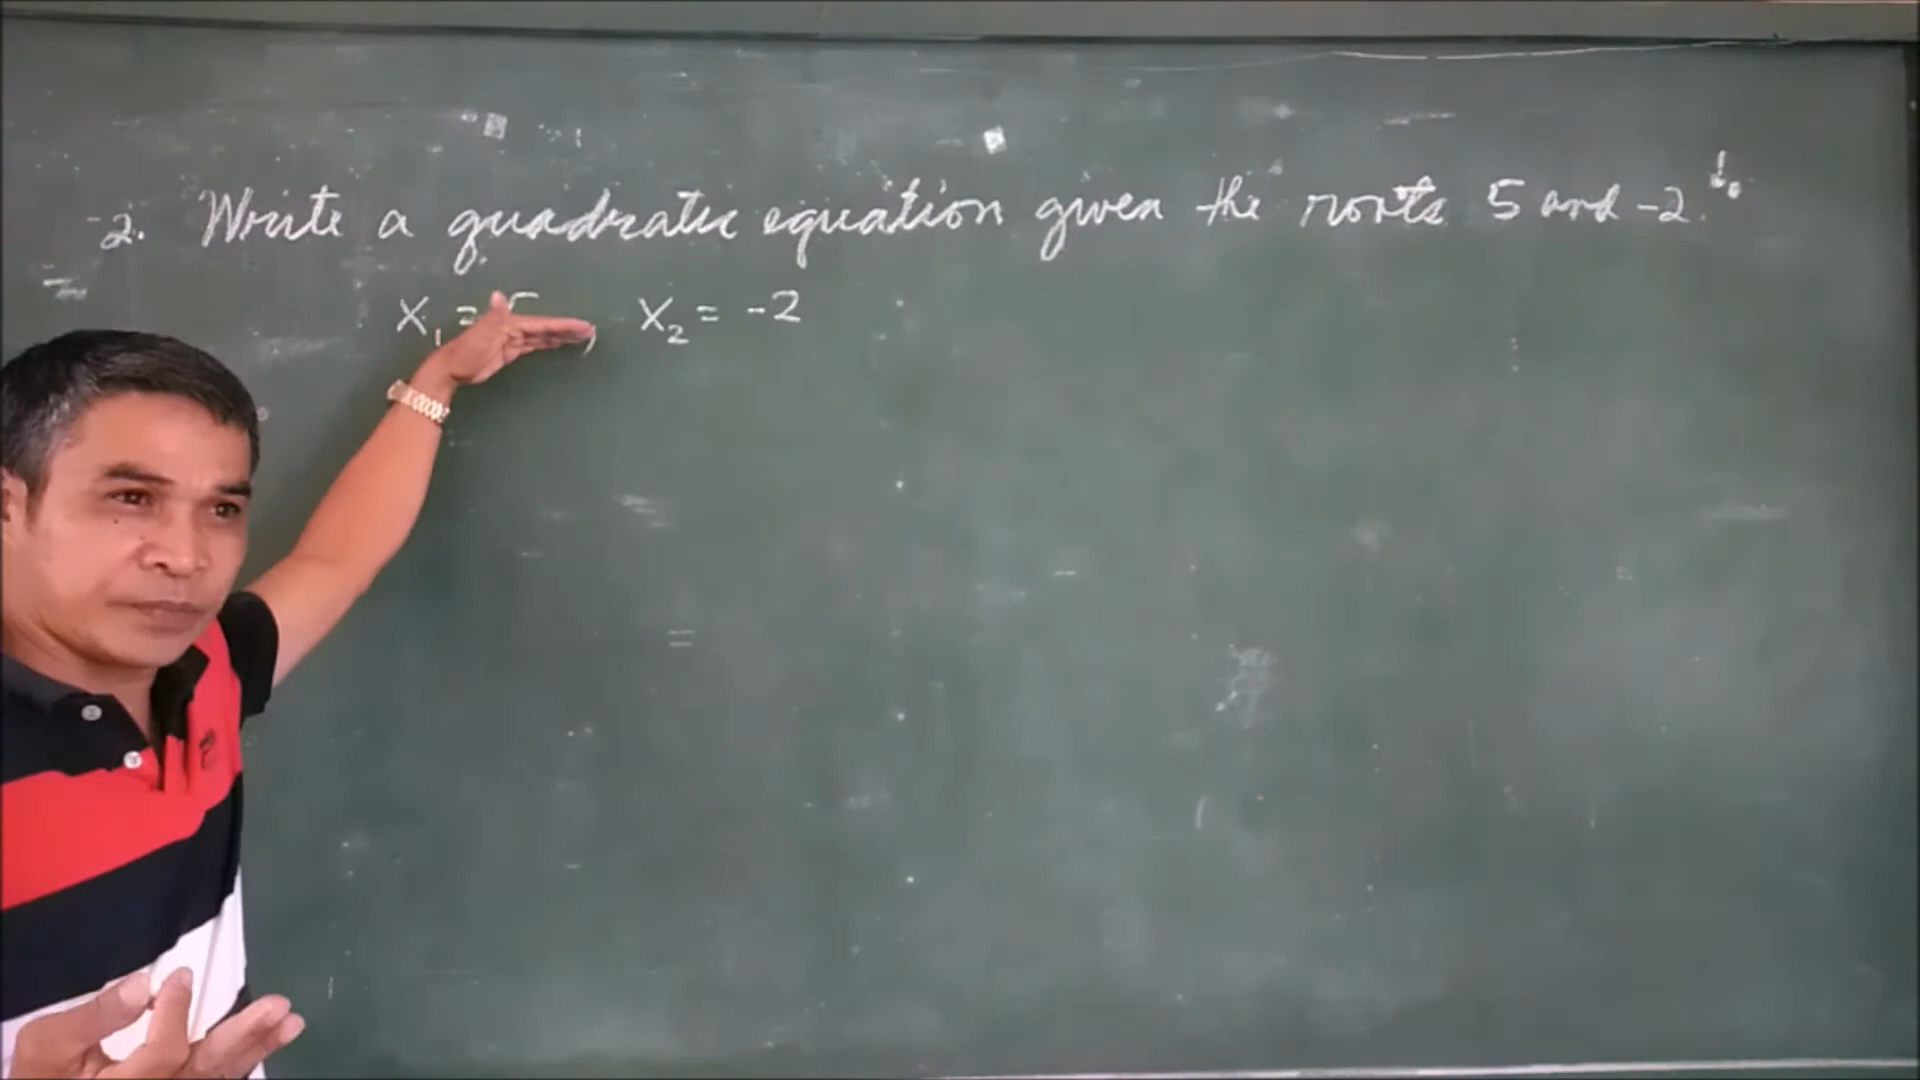 2. Write a quadratic equation given the roots 5 and -2.
X₁ = 5, X₂ = -2